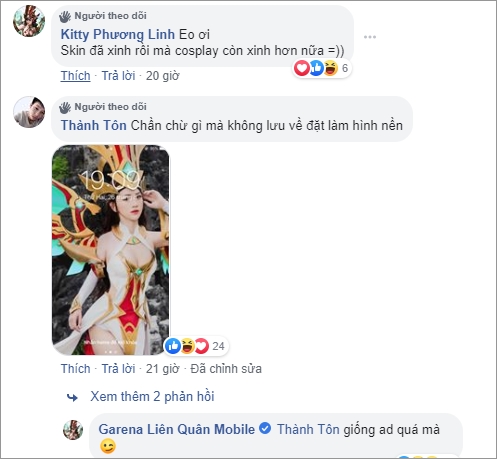 Người theo dõi
Kitty Phương Linh Eo ơi
Skin đã xinh rồi mà cosplay còn xinh hơn nữa =))
6
Thích · Trả lời · 20 giờ
Người theo dõi
Thành Tôn Chần chừ gì mà không lưu về đặt làm hình nền
19:09
24
Thích · Trả lời · 21 giờ · Đã chỉnh sửa
Xem thêm 2 phản hồi
Garena Liên Quân Mobile Thành Tôn giống ad quá mà